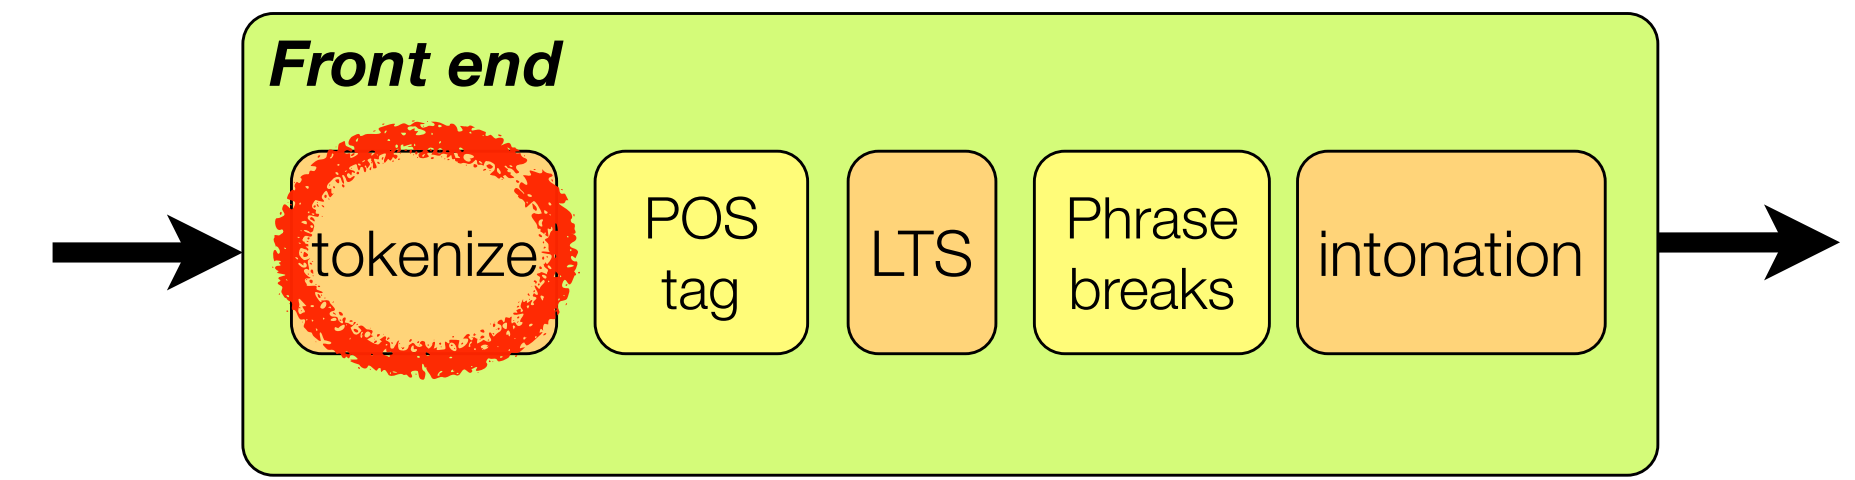 Front end
tokenize
POS
tag
LTS
Phrase
breaks
intonation